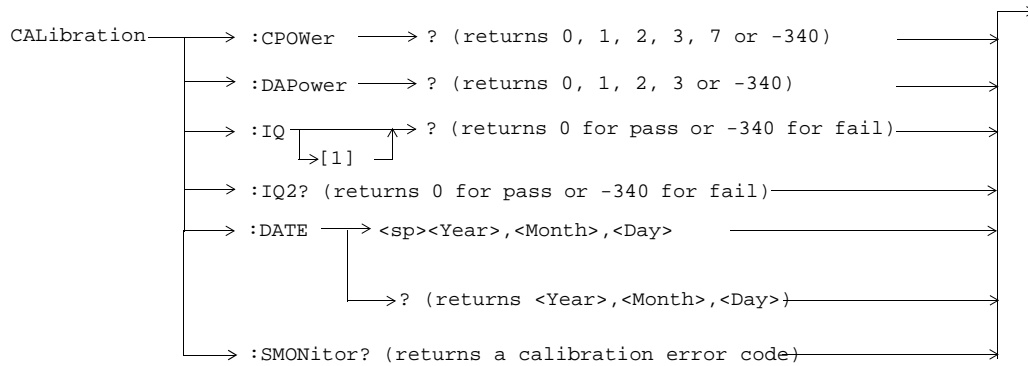 CALibration :CPOWer ? (returns 0, 1, 2, 3, 7 or -340)
:DAPower ? (returns 0, 1, 2, 3 or -340)
:IQ ? (returns 0 for pass or -340 for fail)
[1]
:IQ2? (returns 0 for pass or -340 for fail)
:DATE <sp><Year>,<Month>,<Day>
? (returns <Year>,<Month>,<Day>)
:SMONitor? (returns a calibration error code)